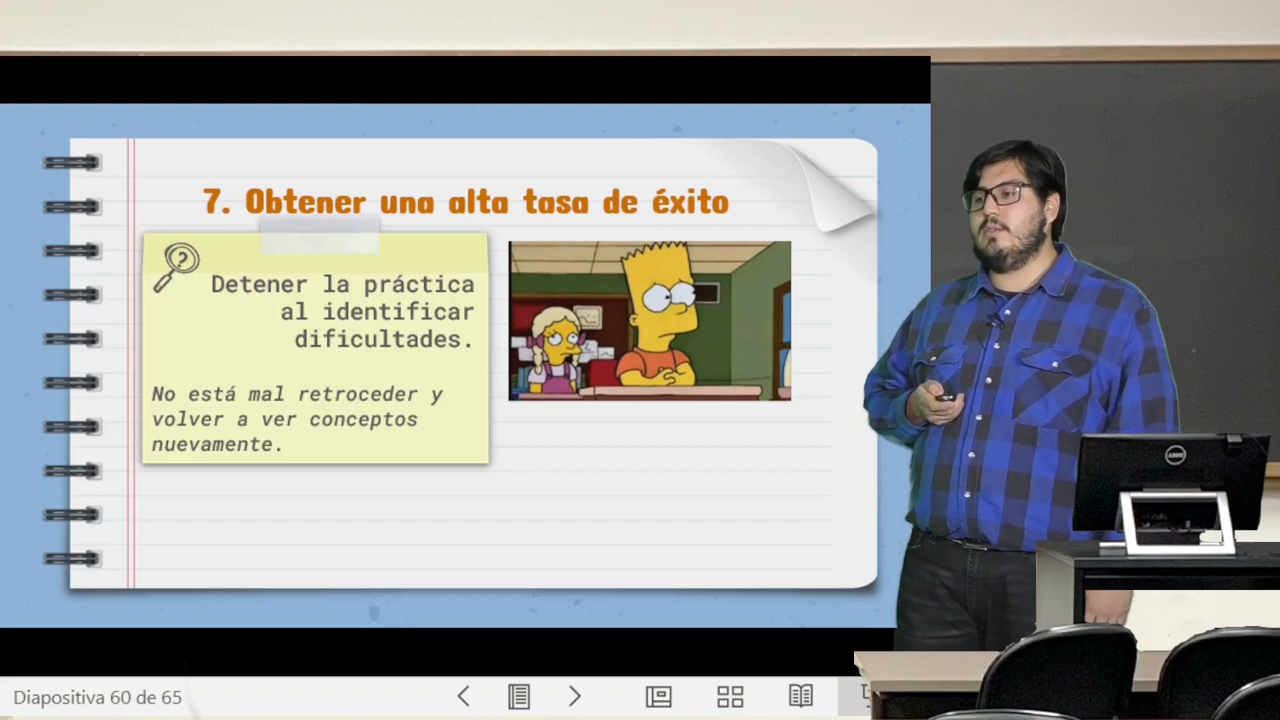 7. Obtener una alta tasa de éxito
?
Detener la práctica
al identificar
dificultades.
No está mal retroceder y
volver a ver conceptos
nuevamente.
DELL
Diapositiva 60 de 65